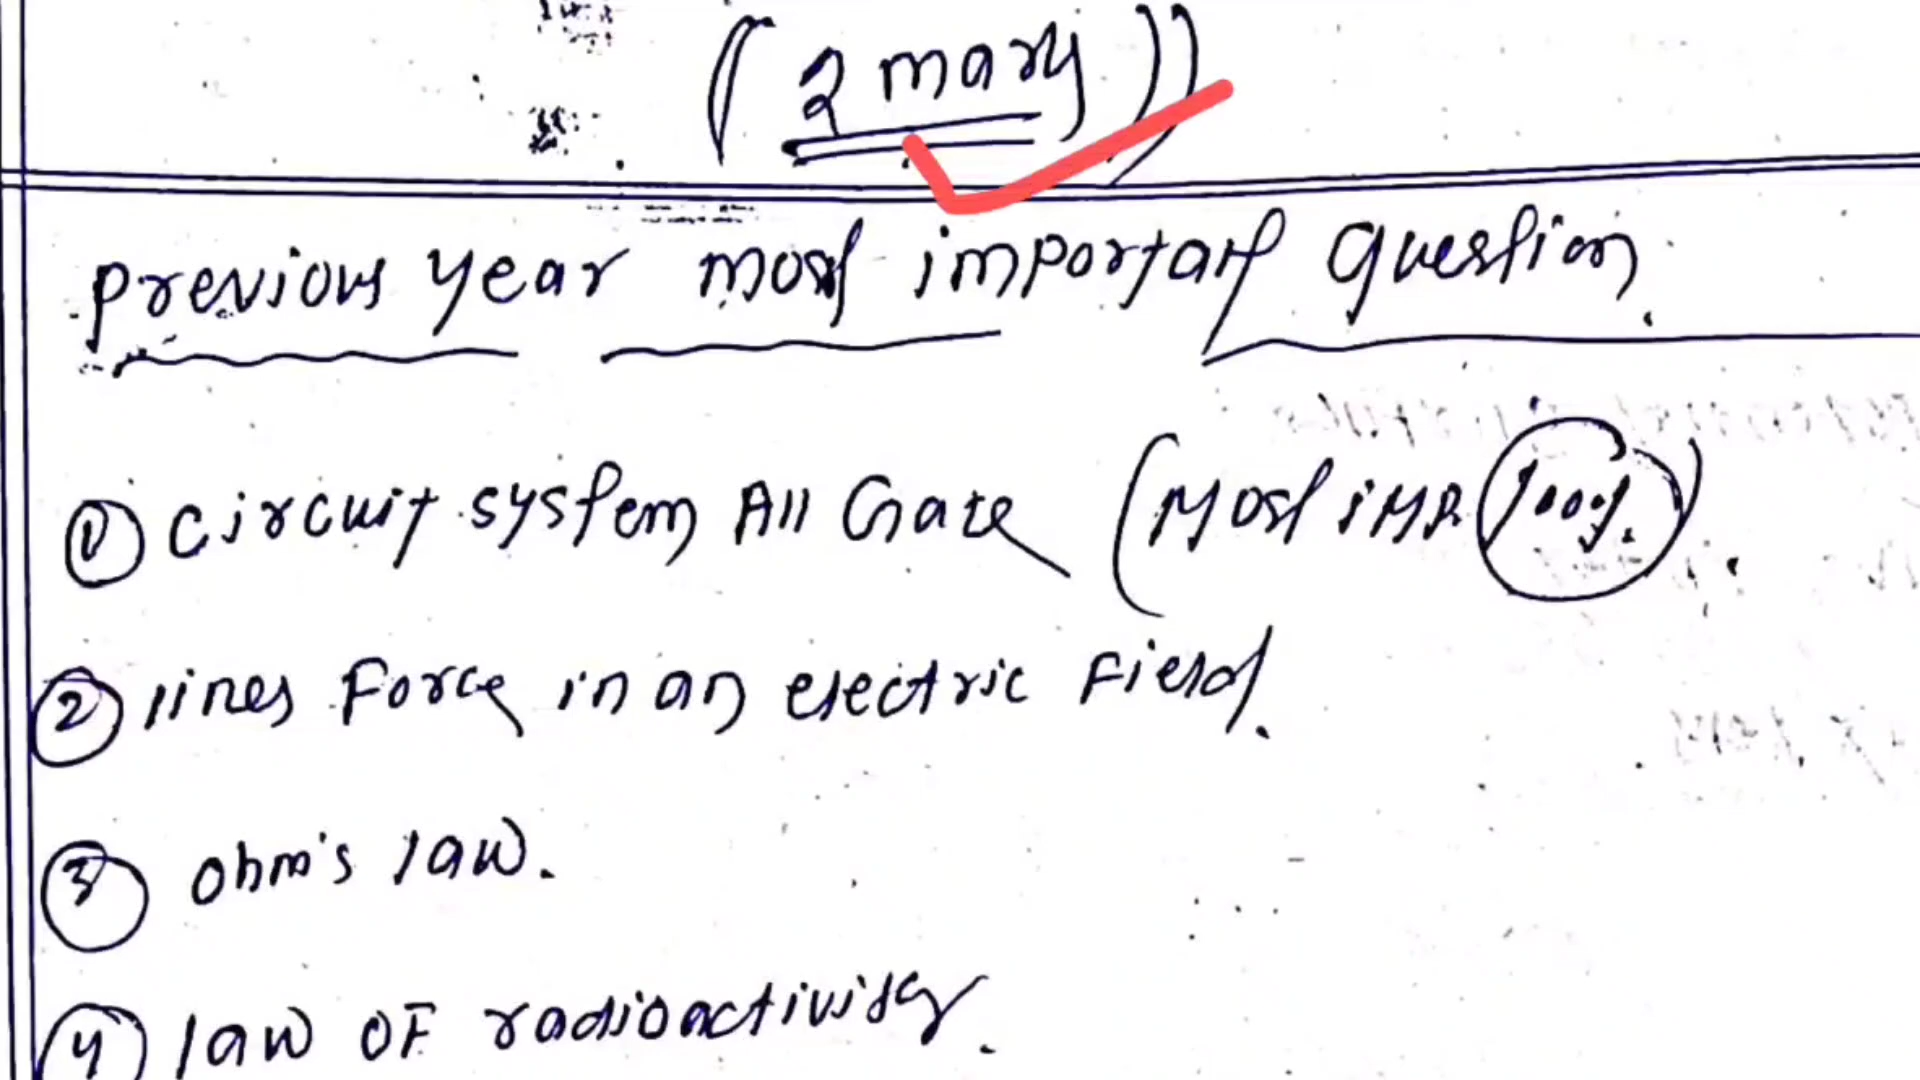 (2 mark)
Previous year most important question.
① Circuit system All Gate (Most imp 100%)
② lines Force in an electric Field.
③ ohm's law.
④ law OF radioactivity.